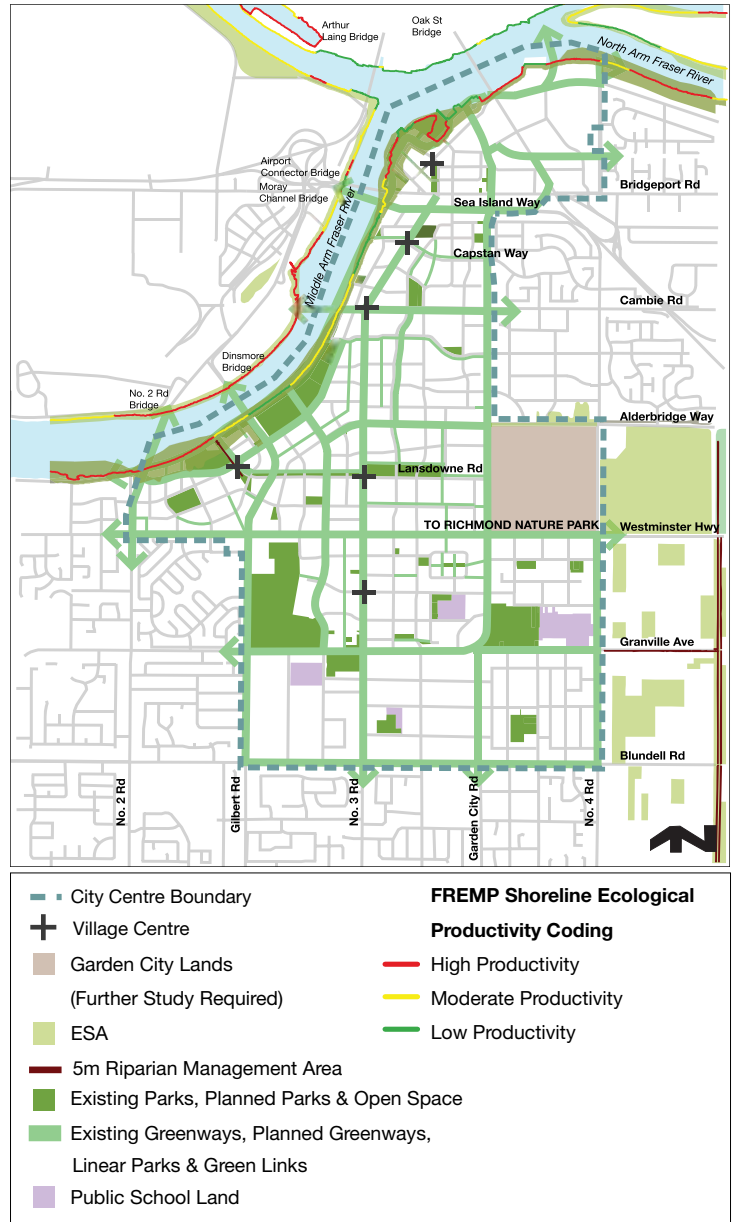 Arthur
Laing Bridge
Oak St
Bridge
North Arm Fraser River
Airport
Connector Bridge
Moray
Channel Bridge
Middle Arm Fraser River
Bridgeport Rd
Sea Island Way
Capstan Way
Cambie Rd
Dinsmore
Bridge
No. 2 Rd
Bridge
Alderbridge Way
Lansdowne Rd
TO RICHMOND NATURE PARK
Westminster Hwy
Granville Ave
Blundell Rd
No. 2 Rd
Gilbert Rd
No. 3 Rd
Garden City Rd
No. 4 Rd
N
City Centre Boundary
Village Centre
Garden City Lands
(Further Study Required)
ESA
5m Riparian Management Area
Existing Parks, Planned Parks & Open Space
Existing Greenways, Planned Greenways,
Linear Parks & Green Links
Public School Land
FREMP Shoreline Ecological
Productivity Coding
High Productivity
Moderate Productivity
Low Productivity